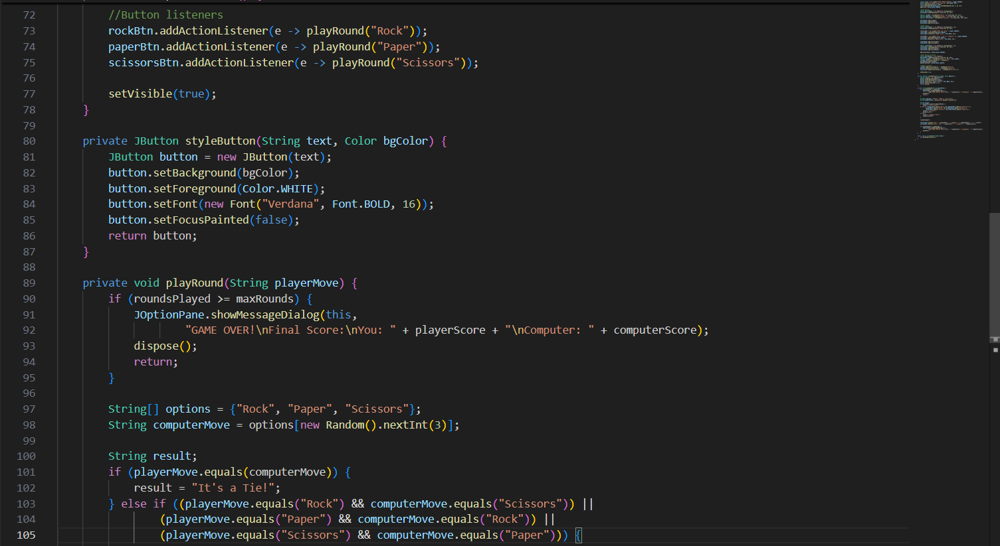 72 //Button listeners
73 rockBtn.addActionListener(e -> playRound("Rock"));
74 paperBtn.addActionListener(e -> playRound("Paper"));
75 scissorsBtn.addActionListener(e -> playRound("Scissors"));
76
77 setVisible(true);
78 }
79
80 private JButton styleButton(String text, Color bgColor) {
81 JButton button = new JButton(text);
82 button.setBackground(bgColor);
83 button.setForeground(Color.WHITE);
84 button.setFont(new Font("Verdana", Font.BOLD, 16));
85 button.setFocusPainted(false);
86 return button;
87 }
88
89 private void playRound(String playerMove) {
90 if (roundsPlayed >= maxRounds) {
91 JOptionPane.showMessageDialog(this,
92 "GAME OVER!\nFinal Score:\nYou: " + playerScore + "\nComputer: " + computerScore);
93 dispose();
94 return;
95 }
96
97 String[] options = {"Rock", "Paper", "Scissors"};
98 String computerMove = options[new Random().nextInt(3)];
99
100 String result;
101 if (playerMove.equals(computerMove)) {
102 result = "It's a Tie!";
103 } else if ((playerMove.equals("Rock") && computerMove.equals("Scissors")) ||
104 (playerMove.equals("Paper") && computerMove.equals("Rock")) ||
105 (playerMove.equals("Scissors") && computerMove.equals("Paper"))) {